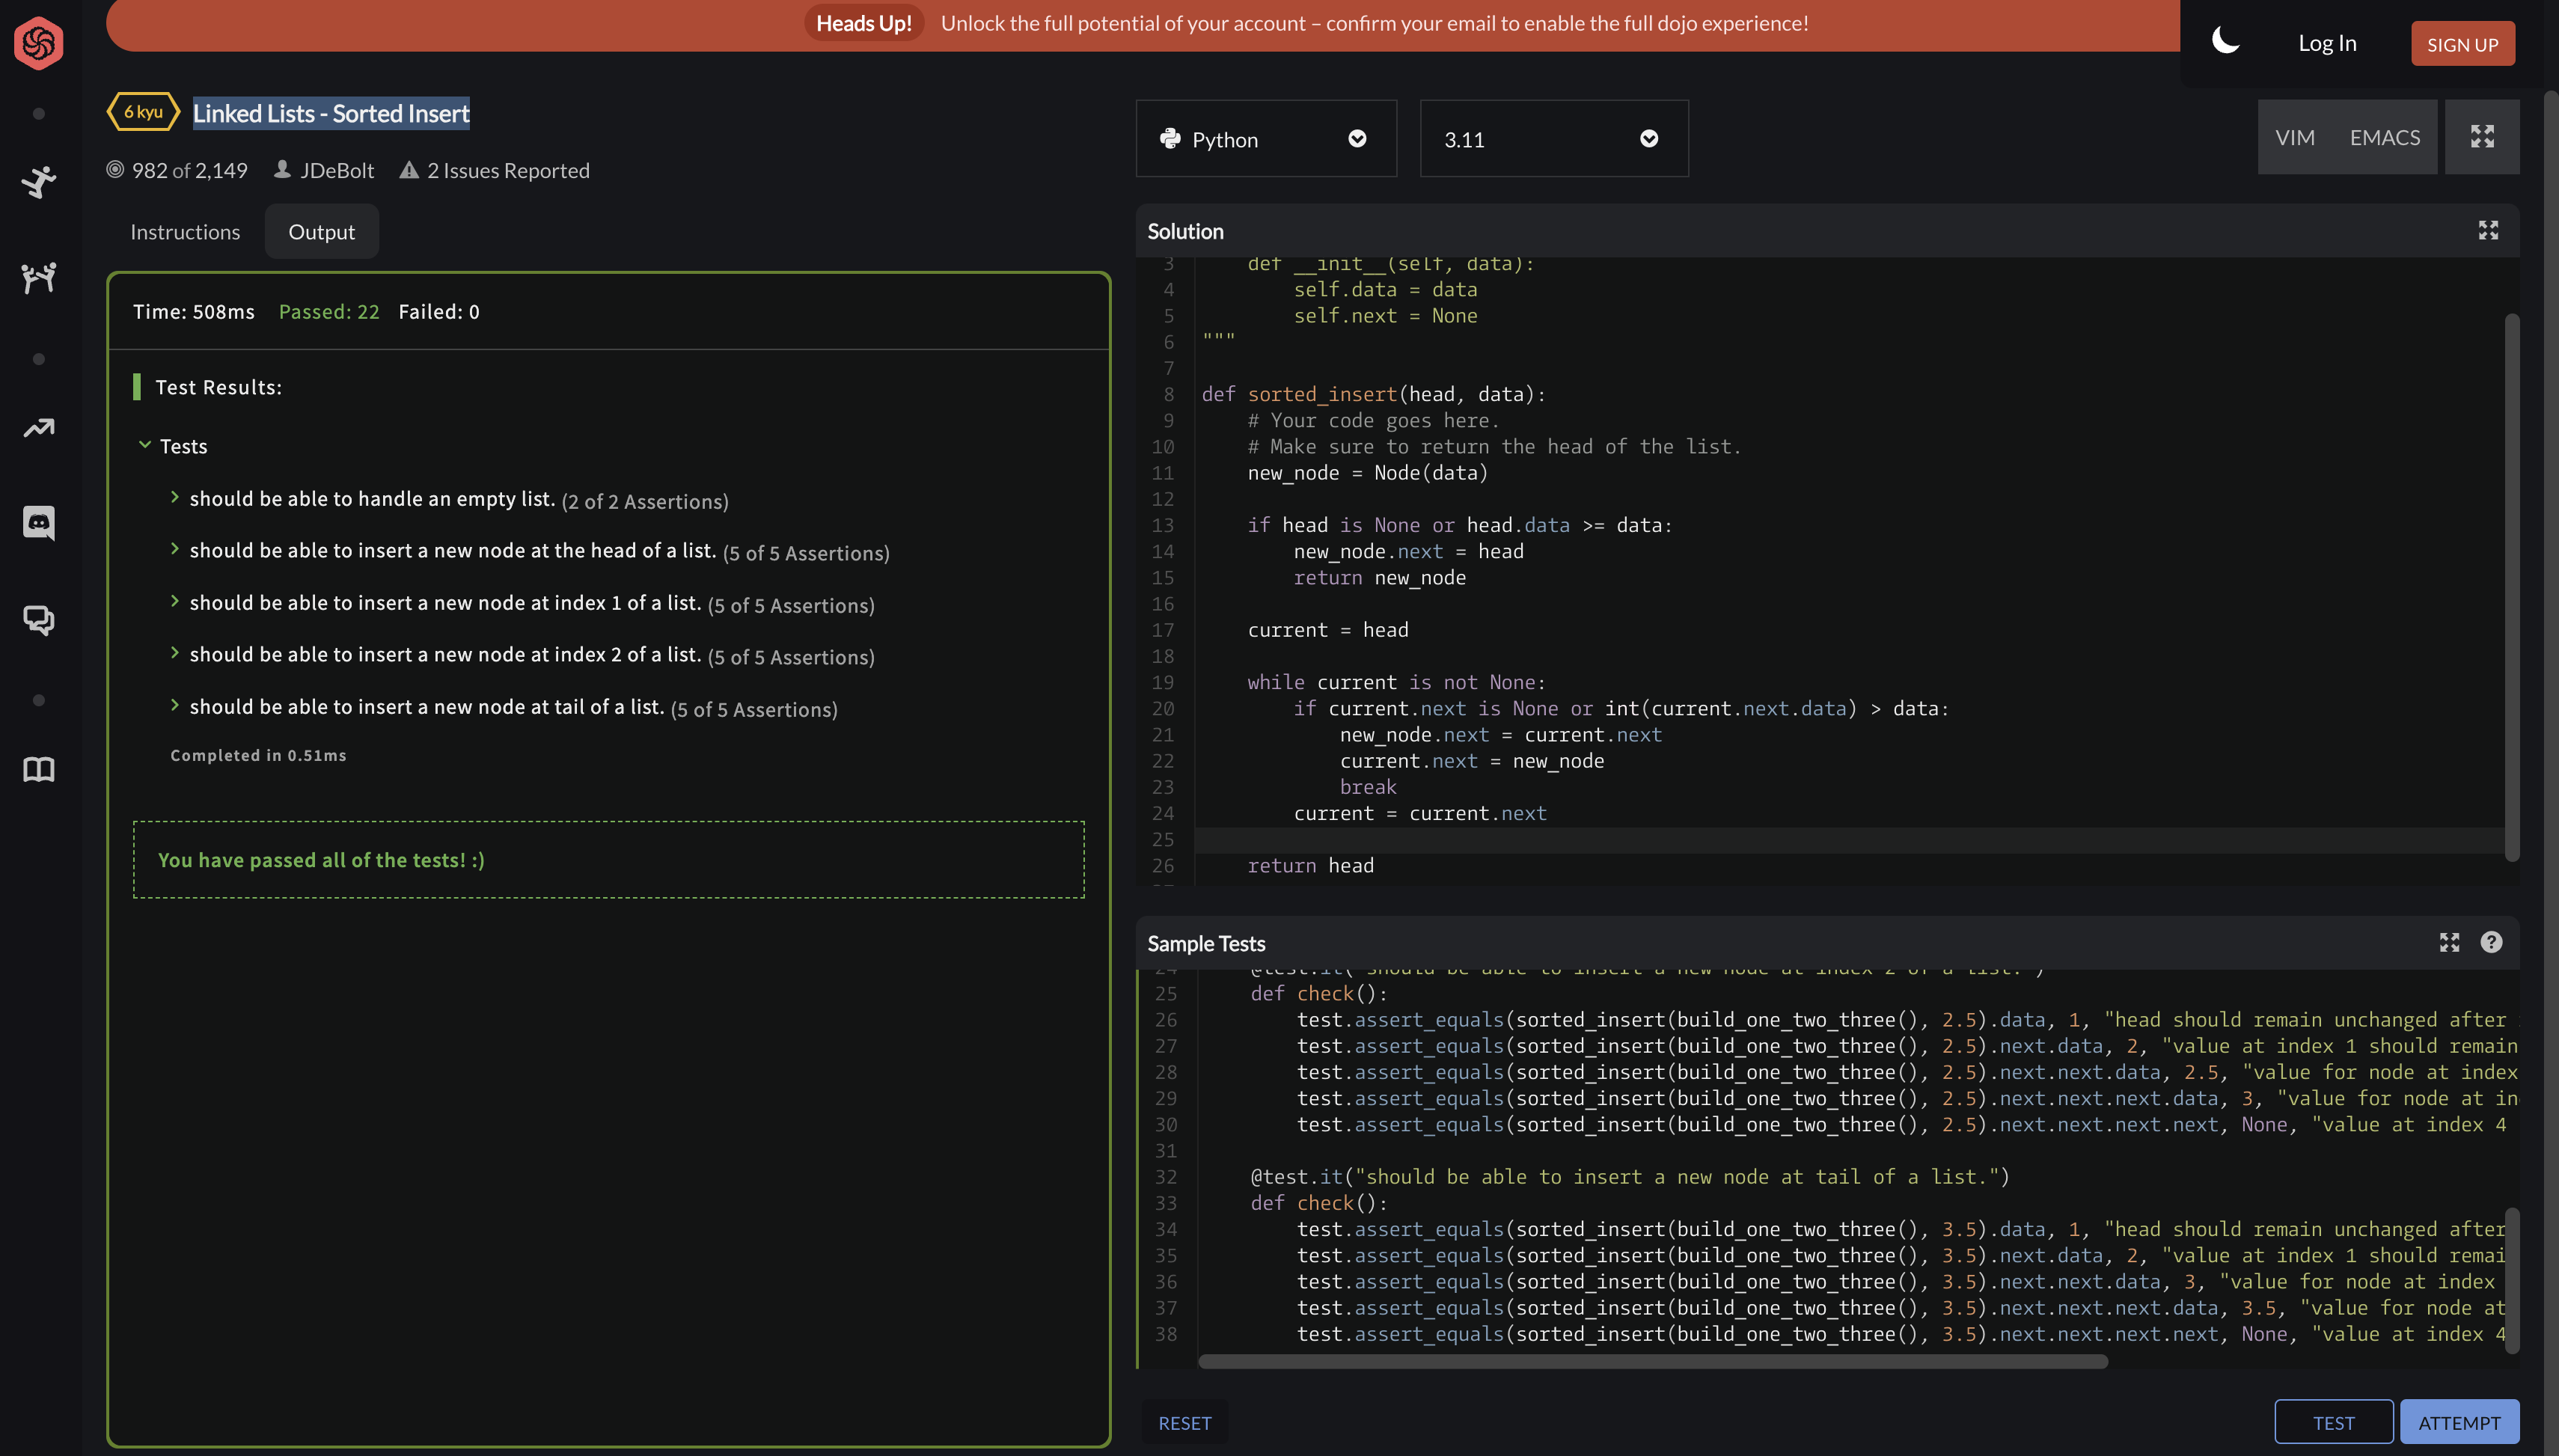 Heads Up! Unlock the full potential of your account – confirm your email to enable the full dojo experience!
Log In
SIGN UP
6 kyu Linked Lists - Sorted Insert
982 of 2,149 JDeBolt 2 Issues Reported
Instructions
Output
Time: 508ms Passed: 22 Failed: 0
Test Results:
Tests
should be able to handle an empty list. (2 of 2 Assertions)
should be able to insert a new node at the head of a list. (5 of 5 Assertions)
should be able to insert a new node at index 1 of a list. (5 of 5 Assertions)
should be able to insert a new node at index 2 of a list. (5 of 5 Assertions)
should be able to insert a new node at tail of a list. (5 of 5 Assertions)
Completed in 0.51ms
You have passed all of the tests! :)
Python
3.11
VIM
EMACS
Solution
3     def __init__(self, data):
4         self.data = data
5         self.next = None
6 """
7
8 def sorted_insert(head, data):
9     # Your code goes here.
10     # Make sure to return the head of the list.
11     new_node = Node(data)
12
13     if head is None or head.data >= data:
14         new_node.next = head
15         return new_node
16
17     current = head
18
19     while current is not None:
20         if current.next is None or int(current.next.data) > data:
21             new_node.next = current.next
22             current.next = new_node
23             break
24         current = current.next
25
26     return head
Sample Tests
24     @test.it("should be able to insert a new node at index 2 of a list.")
25     def check():
26         test.assert_equals(sorted_insert(build_one_two_three(), 2.5).data, 1, "head should remain unchanged after
27         test.assert_equals(sorted_insert(build_one_two_three(), 2.5).next.data, 2, "value at index 1 should remain
28         test.assert_equals(sorted_insert(build_one_two_three(), 2.5).next.next.data, 2.5, "value for node at index
29         test.assert_equals(sorted_insert(build_one_two_three(), 2.5).next.next.next.data, 3, "value for node at in
30         test.assert_equals(sorted_insert(build_one_two_three(), 2.5).next.next.next.next, None, "value at index 4
31
32     @test.it("should be able to insert a new node at tail of a list.")
33     def check():
34         test.assert_equals(sorted_insert(build_one_two_three(), 3.5).data, 1, "head should remain unchanged after
35         test.assert_equals(sorted_insert(build_one_two_three(), 3.5).next.data, 2, "value at index 1 should remai
36         test.assert_equals(sorted_insert(build_one_two_three(), 3.5).next.next.data, 3, "value for node at index
37         test.assert_equals(sorted_insert(build_one_two_three(), 3.5).next.next.next.data, 3.5, "value for node at
38         test.assert_equals(sorted_insert(build_one_two_three(), 3.5).next.next.next.next, None, "value at index 4
RESET
TEST
ATTEMPT